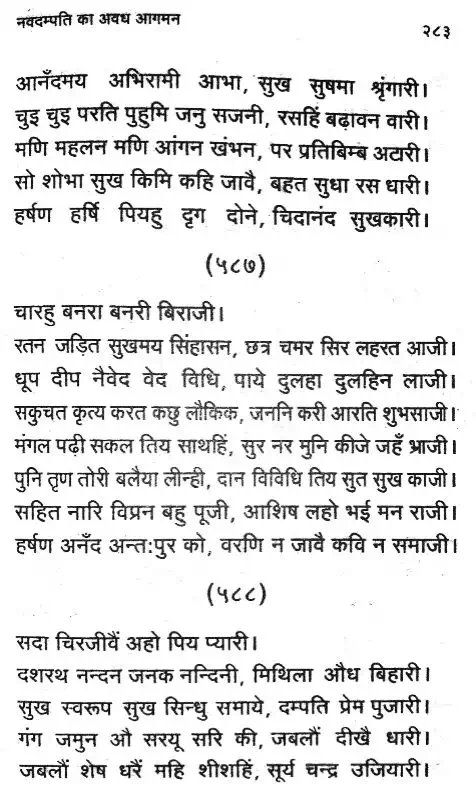 नवदम्पति का अवध आगमन
२८३
आनँदमय अभिरामी आभा, सुख सुषमा श्रृंगारी।
चुइ चुइ परति पुहुमि जनु सजनी, रसहिं बढ़ावन वारी।
मणि महलन मणि आंगन खंभन, पर प्रतिबिम्ब अटारी।
सो शोभा सुख किमि कहि जावै, बहत सुधा रस धारी।
हर्षण हर्षि पियहु दृग दोने, चिदानंद सुखकारी।
(५८७)
चारहु बनरा बनरी बिराजी।
रतन जड़ित सुखमय सिंहासन, छत्र चमर सिर लहरत आजी।
धूप दीप नैवेद वेद विधि, पाये दुलहा दुलहिन लाजी।
सकुचत कृत्य करत कछु लौकिक, जननि करी आरति शुभसाजी।
मंगल पढ़ी सकल तिय साथहिं, सुर नर मुनि कीजे जहँ भ्राजी।
पुनि तृण तोरी बलैया लीन्ही, दान विविधि तिय सुत सुख काजी।
सहित नारि विप्रन बहु पूजी, आशिष लहो भई मन राजी।
हर्षण अनँद अन्त:पुर को, वरणि न जावै कवि न समाजी।
(५८८)
सदा चिरजीवैं अहो पिय प्यारी।
दशरथ नन्दन जनक नन्दिनी, मिथिला औध बिहारी।
सुख स्वरूप सुख सिन्धु समाये, दम्पति प्रेम पुजारी।
गंग जमुन औ सरयू सरि की, जबलौं दीखै धारी।
जबलौं शेष धरैं महि शीशहिं, सूर्य चन्द्र उजियारी।